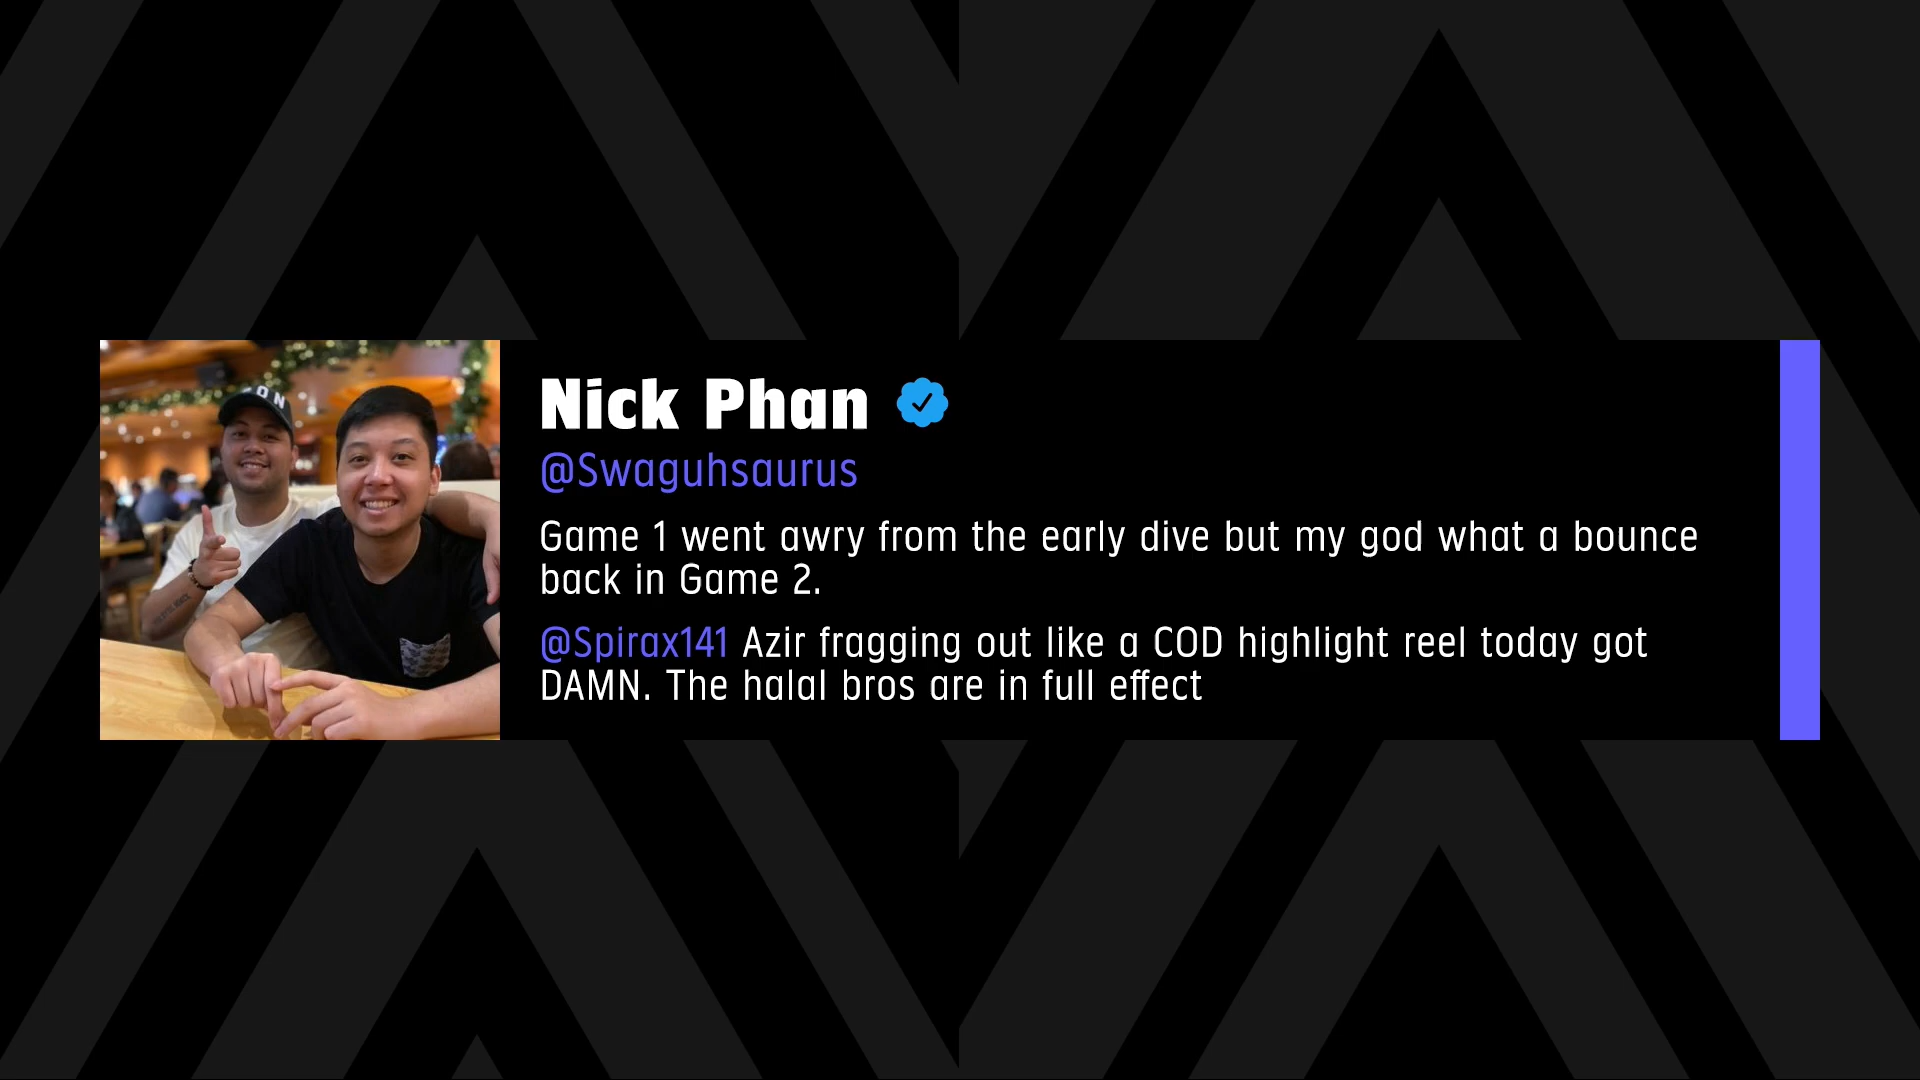 Nick Phan
@Swaguhsaurus
Game 1 went awry from the early dive but my god what a bounce
back in Game 2.
@Spirax141 Azir fragging out like a COD highlight reel today got
DAMN. The halal bros are in full effect